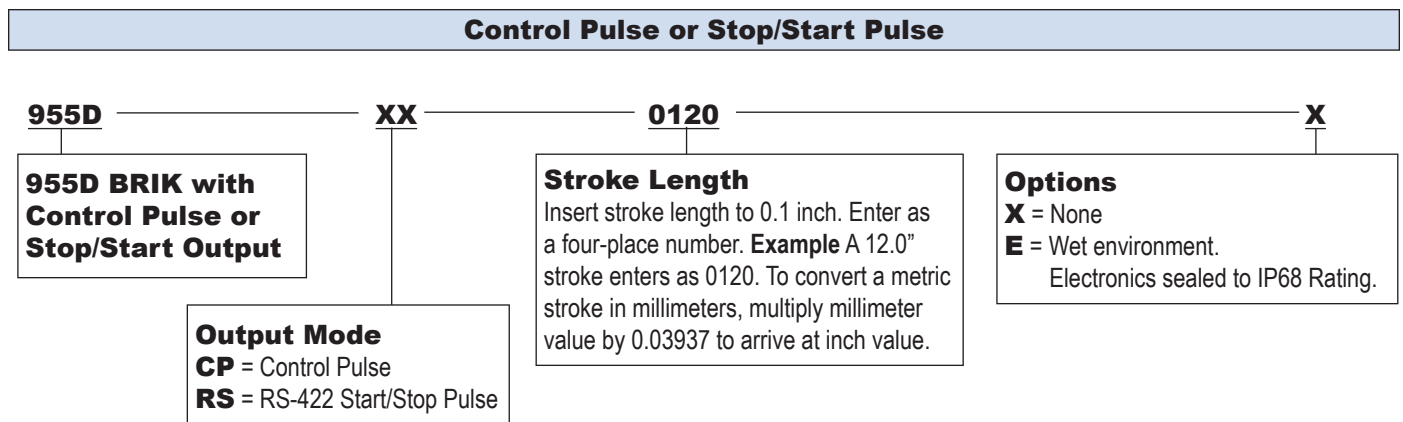 Control Pulse or Stop/Start Pulse
955D XX 0120 X
955D BRIK with
Control Pulse or
Stop/Start Output
Output Mode
CP = Control Pulse
RS = RS-422 Start/Stop Pulse
Stroke Length
Insert stroke length to 0.1 inch. Enter as
a four-place number. Example A 12.0”
stroke enters as 0120. To convert a metric
stroke in millimeters, multiply millimeter
value by 0.03937 to arrive at inch value.
Options
X = None
E = Wet environment.
Electronics sealed to IP68 Rating.